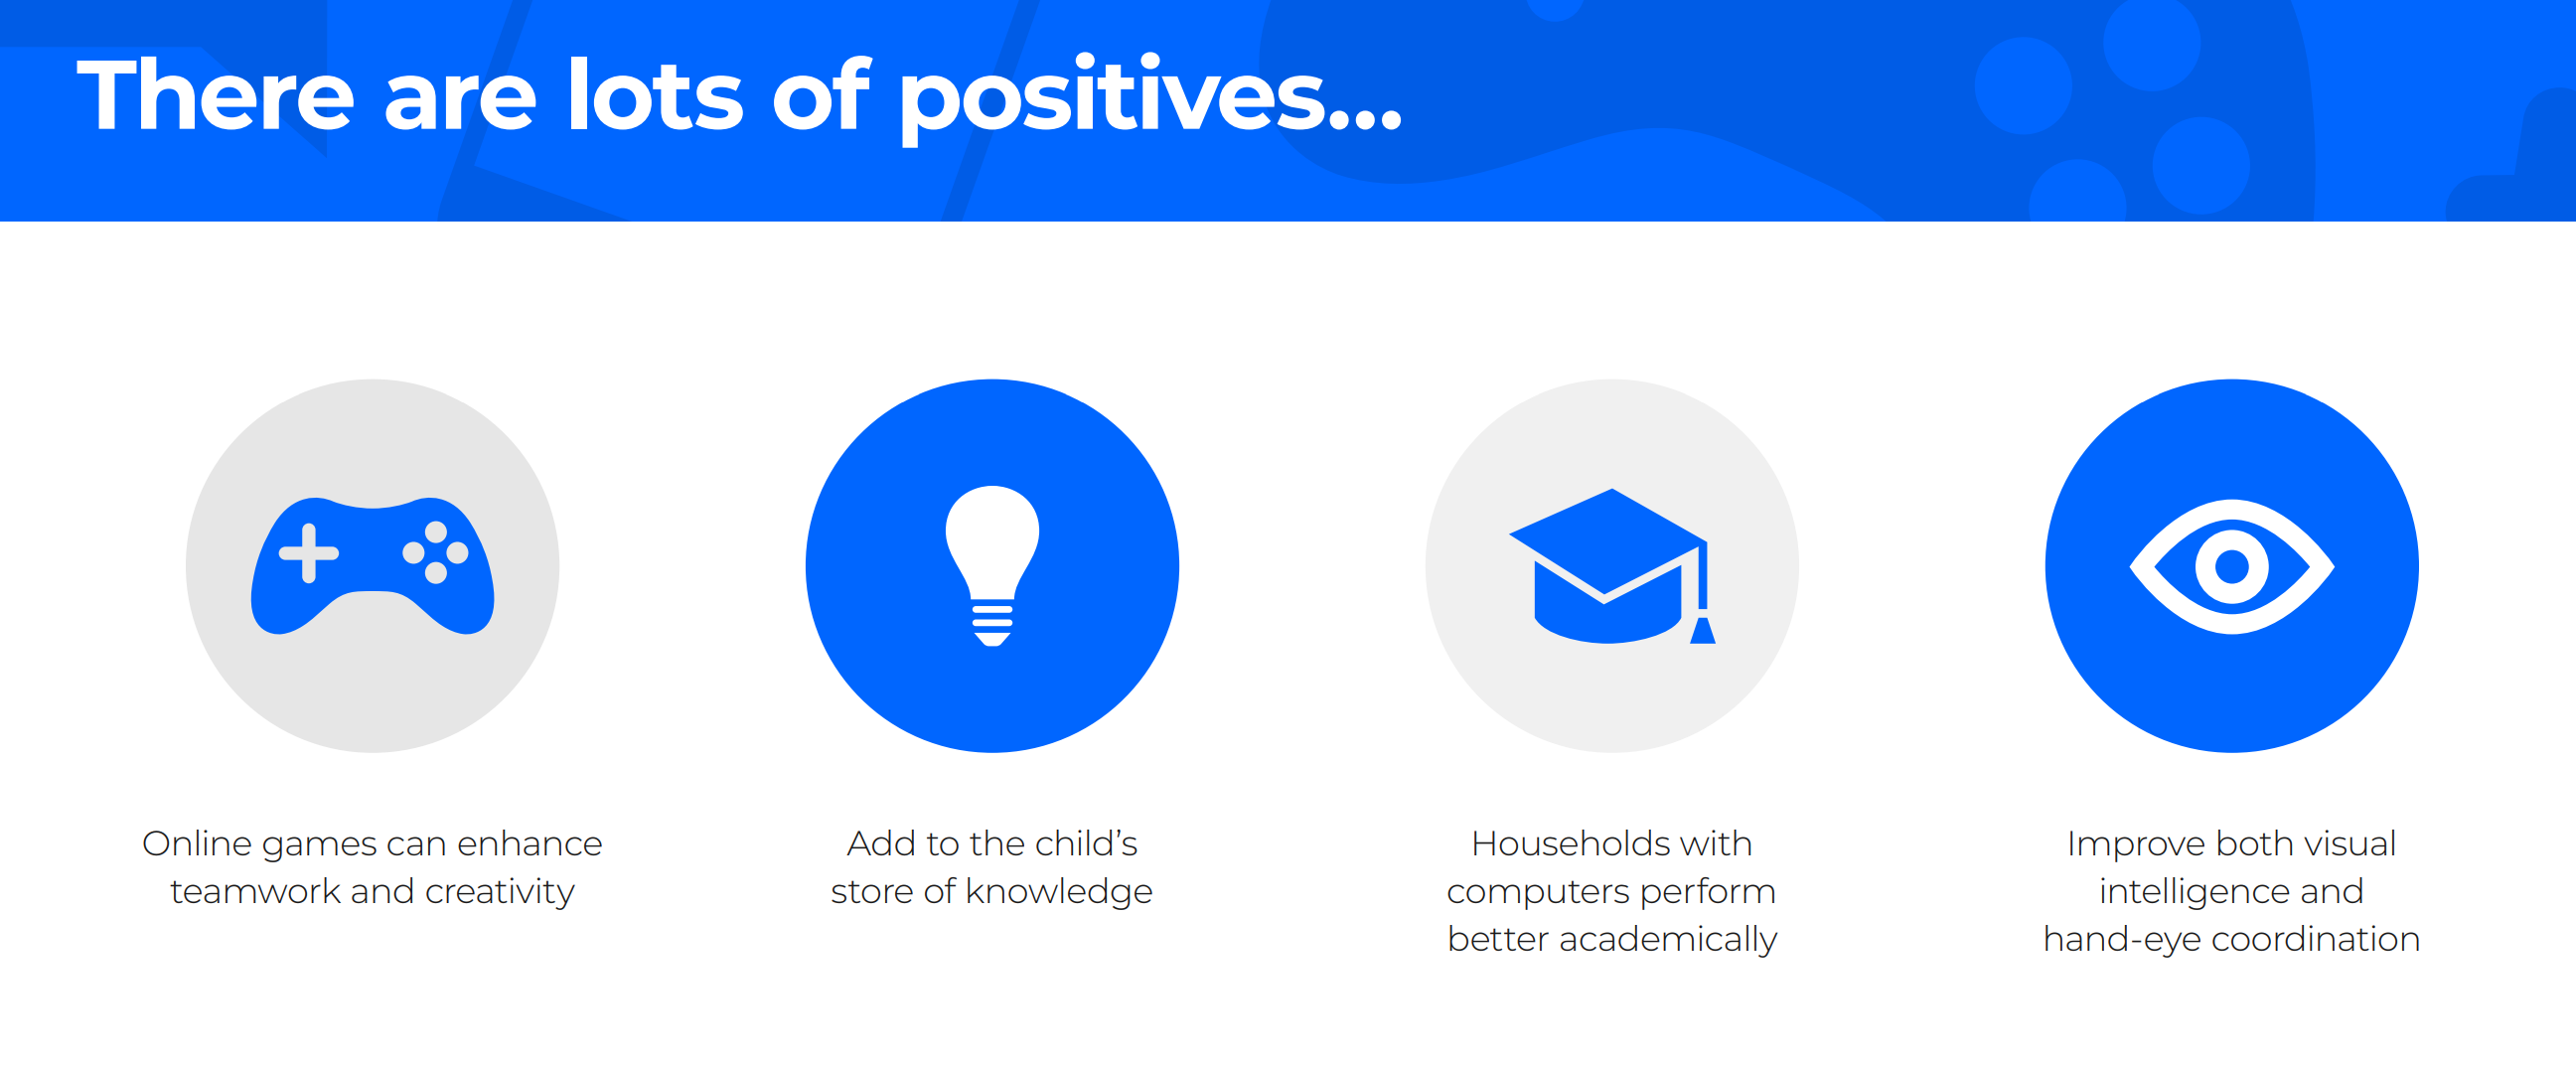 There are lots of positives...
Online games can enhance
teamwork and creativity
Add to the child’s
store of knowledge
Households with
computers perform
better academically
Improve both visual
intelligence and
hand-eye coordination